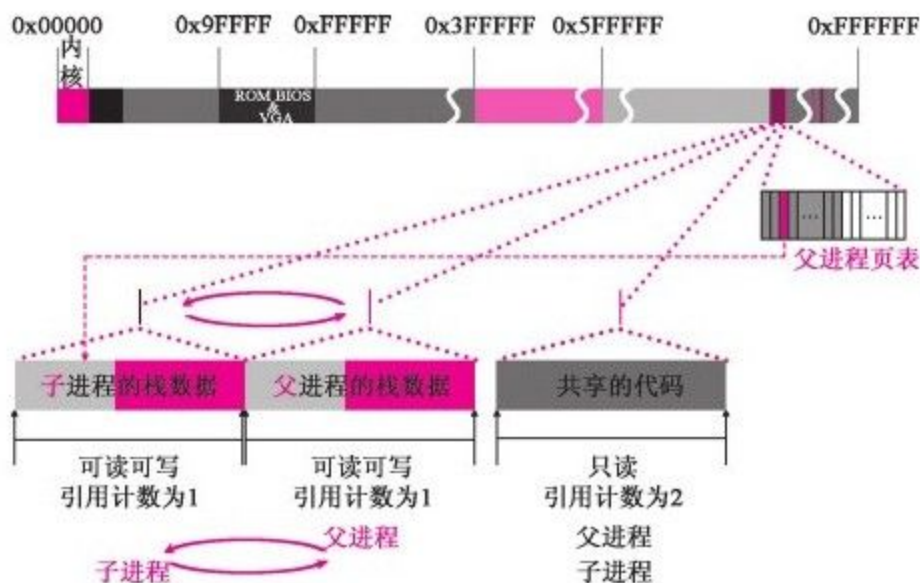 0x00000 0x9FFFF 0xFFFFF 0x3FFFFF 0x5FFFFF 0xFFFFFF
内
核
ROM BIOS
&
VGA
...
...
父进程页表
子进程的栈数据 父进程的栈数据 共享的代码
可读可写 可读可写 只读
引用计数为1 引用计数为1 引用计数为2
父进程 父进程
子进程 子进程